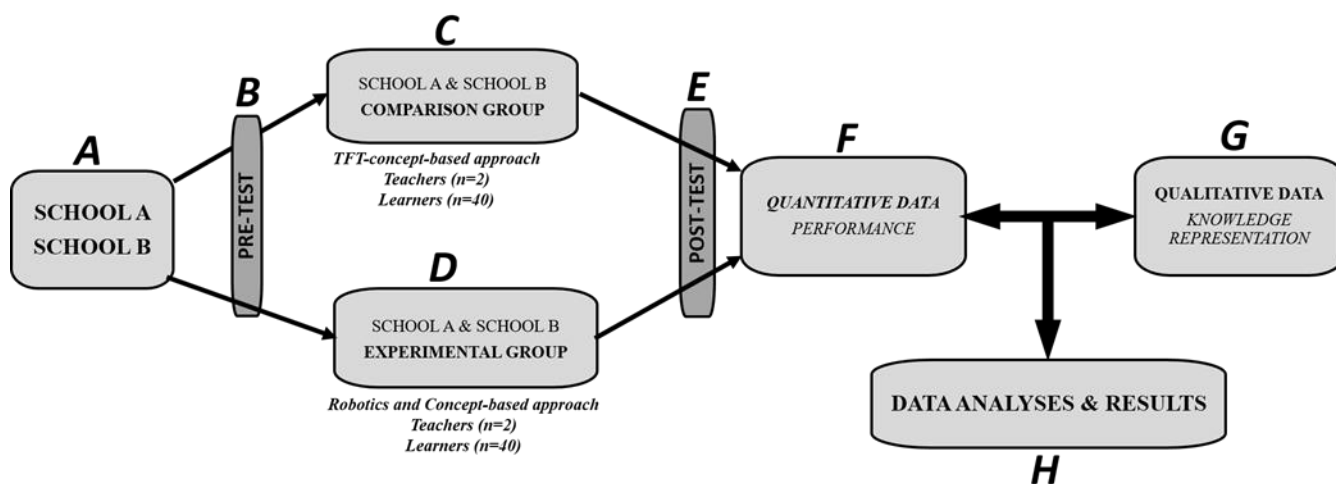 A
SCHOOL A
SCHOOL B
B
PRE-TEST
C
SCHOOL A & SCHOOL B
COMPARISON GROUP
TFT-concept-based approach
Teachers (n=2)
Learners (n=40)
D
SCHOOL A & SCHOOL B
EXPERIMENTAL GROUP
Robotics and Concept-based approach
Teachers (n=2)
Learners (n=40)
E
POST-TEST
F
QUANTITATIVE DATA
PERFORMANCE
G
QUALITATIVE DATA
KNOWLEDGE
REPRESENTATION
DATA ANALYSES & RESULTS
H